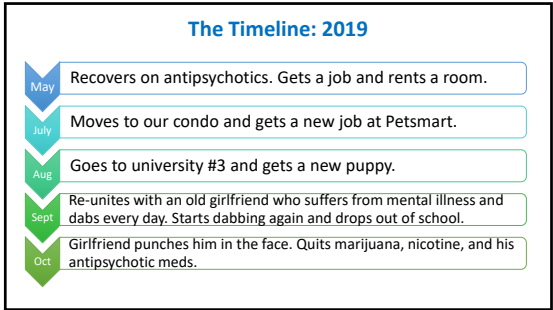 The Timeline: 2019
May
Recovers on antipsychotics. Gets a job and rents a room.
July
Moves to our condo and gets a new job at Petsmart.
Aug
Goes to university #3 and gets a new puppy.
Sept
Re-unites with an old girlfriend who suffers from mental illness and
dabs every day. Starts dabbing again and drops out of school.
Oct
Girlfriend punches him in the face. Quits marijuana, nicotine, and his
antipsychotic meds.